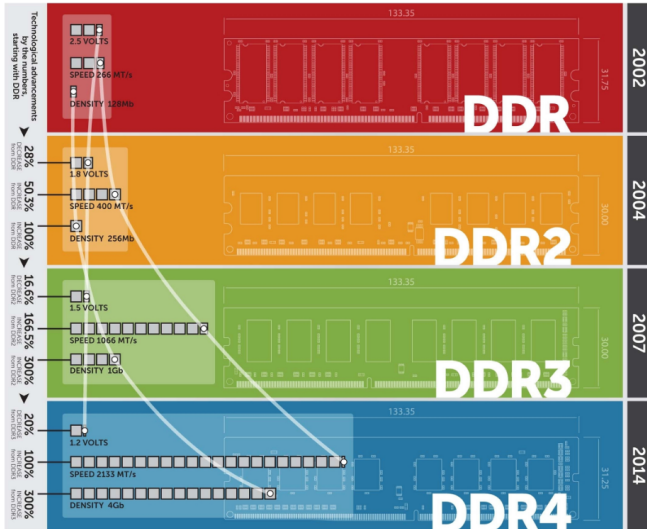 Technological advancements
by the numbers,
starting with DDR
2.5 VOLTS
SPEED 266 MT/s
DENSITY 128Mb
133.35
31.75
DDR
2002
28%
DECREASE
from DDR
50.3%
INCREASE
from DDR
100%
INCREASE
from DDR
1.8 VOLTS
SPEED 400 MT/s
DENSITY 256Mb
133.35
30.00
DDR2
2004
16.6%
DECREASE
from DDR2
166.5%
INCREASE
from DDR2
300%
INCREASE
from DDR2
1.5 VOLTS
SPEED 1066 MT/s
DENSITY 1Gb
133.35
30.00
DDR3
2007
20%
DECREASE
from DDR3
100%
INCREASE
from DDR3
300%
INCREASE
from DDR3
1.2 VOLTS
SPEED 2133 MT/s
DENSITY 4Gb
133.35
31.25
DDR4
2014